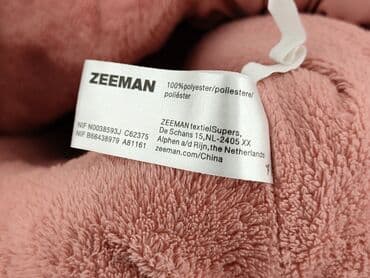 ZEEMAN
100%polyester/poliestere/
poliéster
NIF N0038593J C62375
NIF B66438979 A81161
ZEEMAN textielSupers,
De Schans 15,NL-2405 XX
Alphen a/d Rijn,the Netherlands
zeeman.com/China